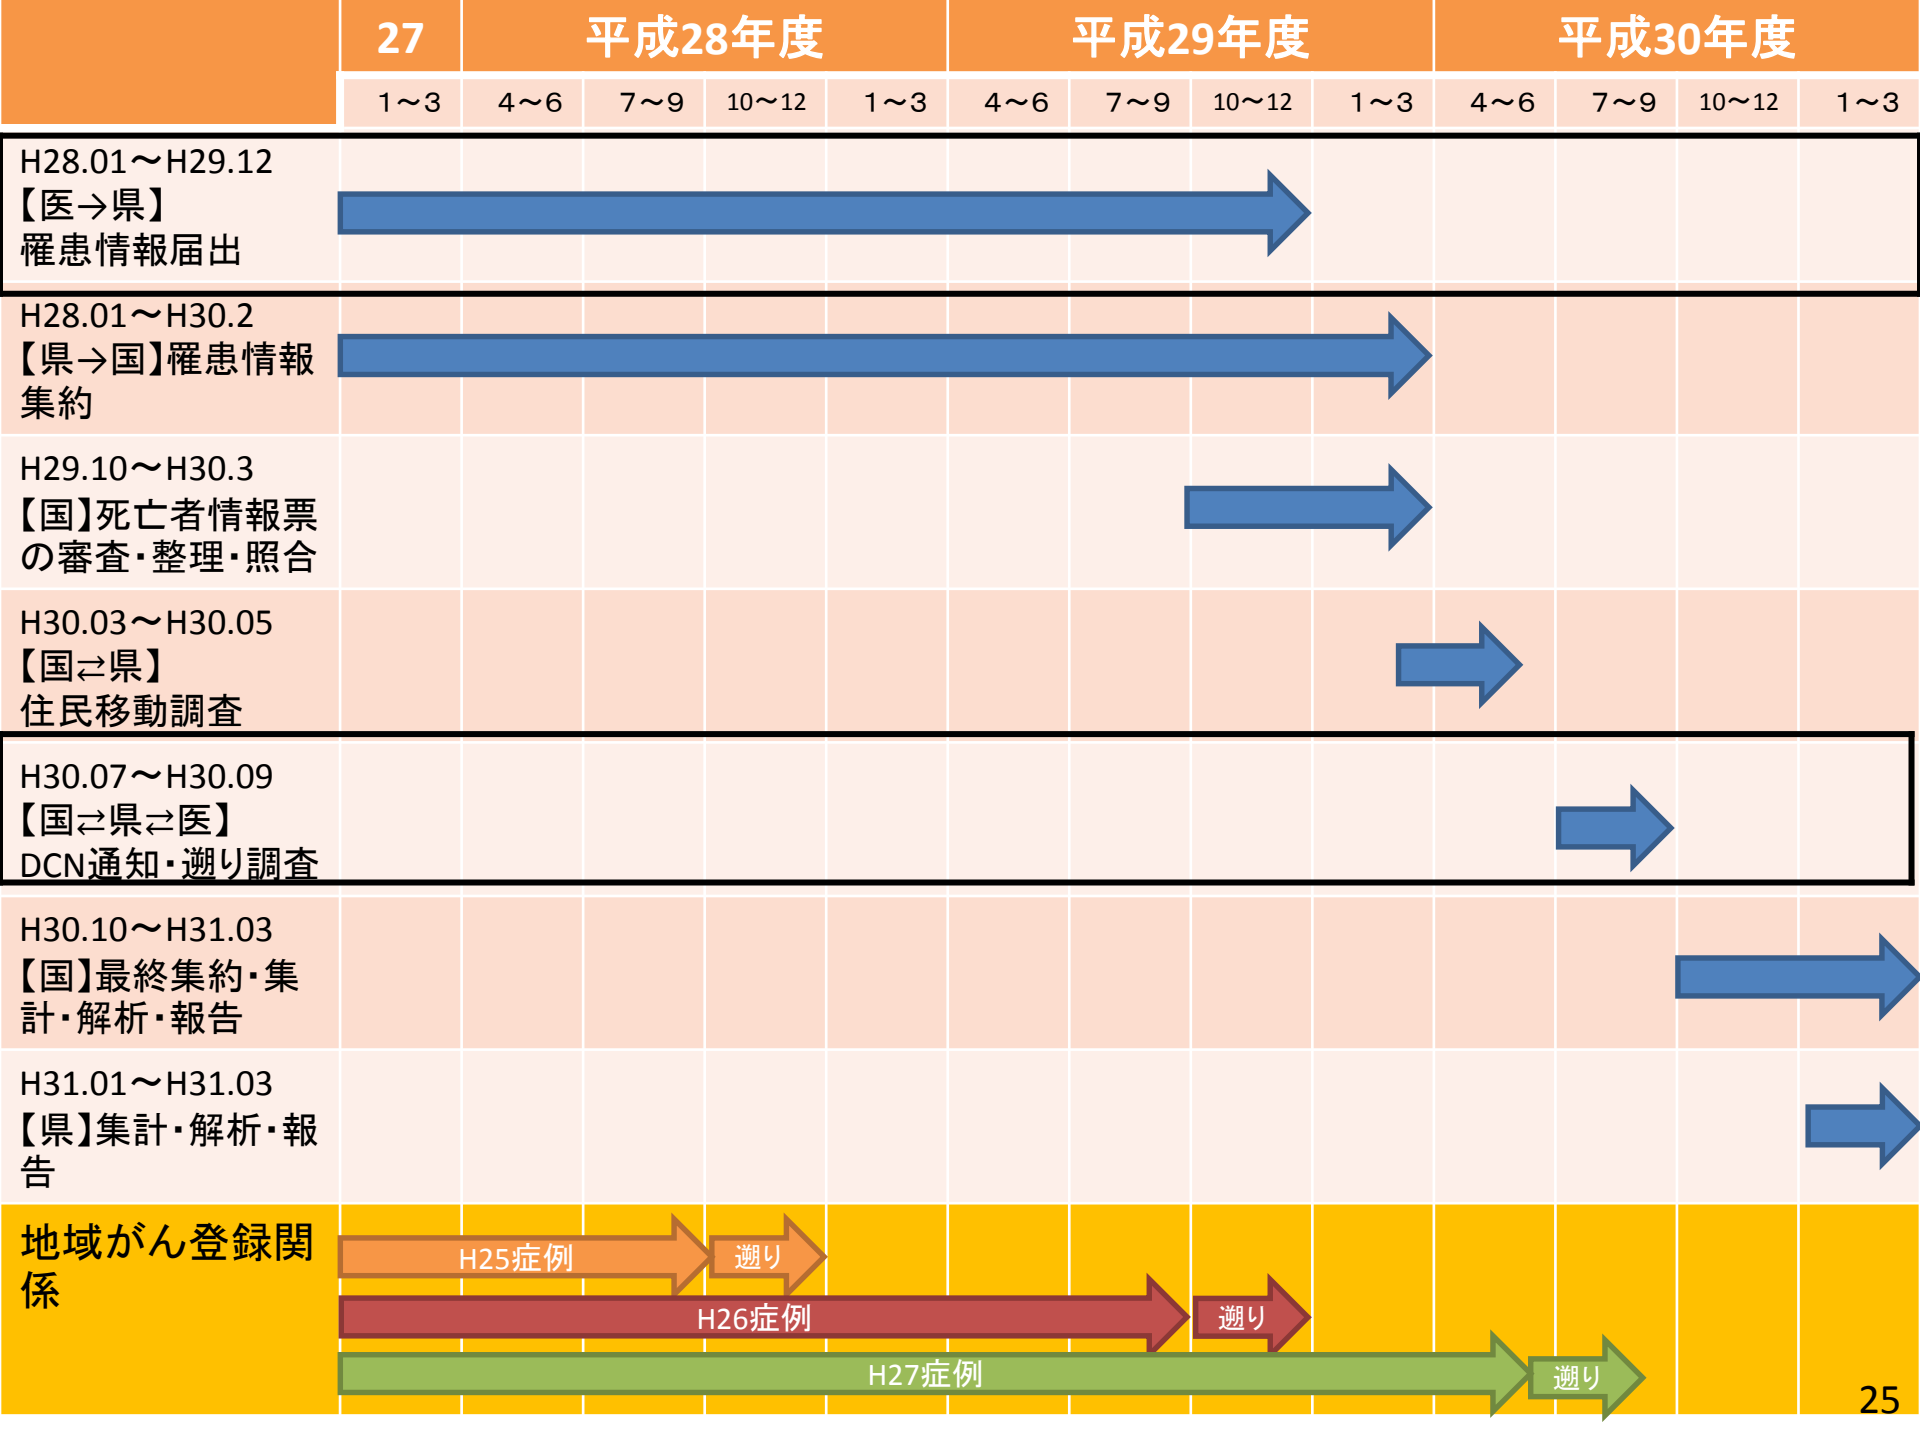 27 平成28年度 平成29年度 平成30年度
1～3 4～6 7～9 10～12 1～3 4～6 7～9 10～12 1～3 4～6 7～9 10～12 1～3
H28.01～H29.12
【医→県】
罹患情報届出
H28.01～H30.2
【県→国】罹患情報
集約
H29.10～H30.3
【国】死亡者情報票
の審査・整理・照合
H30.03～H30.05
【国⇄県】
住民移動調査
H30.07～H30.09
【国⇄県⇄医】
DCN通知・遡り調査
H30.10～H31.03
【国】最終集約・集
計・解析・報告
H31.01～H31.03
【県】集計・解析・報
告
地域がん登録関
係
H25症例 遡り
H26症例 遡り
H27症例 遡り
25